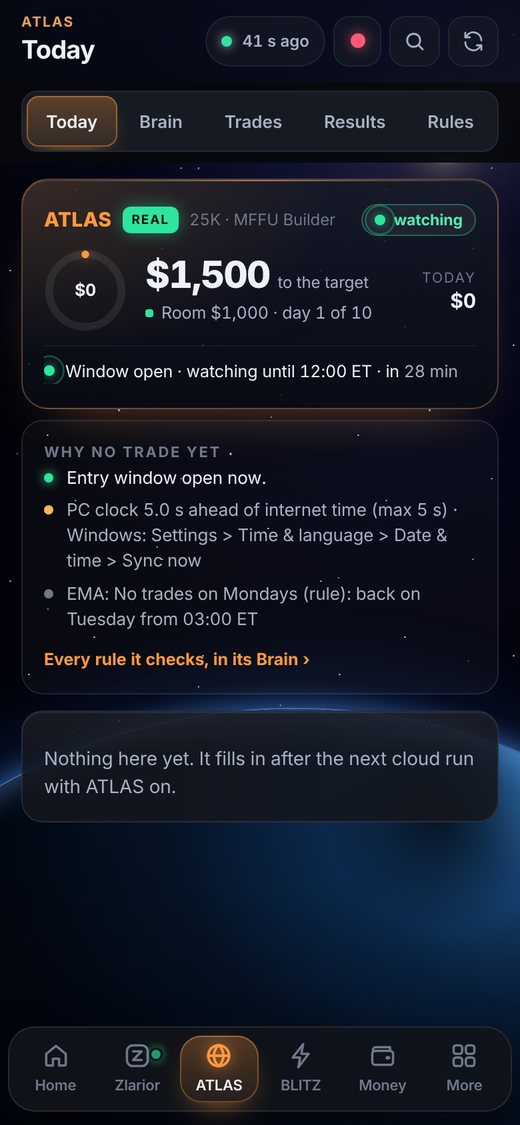 ATLAS
Today
41 s ago
Today Brain Trades Results Rules
ATLAS REAL 25K · MFFU Builder watching
$0
$1,500 to the target
Room $1,000 · day 1 of 10
TODAY
$0
Window open · watching until 12:00 ET · in 28 min
WHY NO TRADE YET
Entry window open now.
PC clock 5.0 s ahead of internet time (max 5 s) ·
Windows: Settings > Time & language > Date &
time > Sync now
EMA: No trades on Mondays (rule): back on
Tuesday from 03:00 ET
Every rule it checks, in its Brain ›
Nothing here yet. It fills in after the next cloud run
with ATLAS on.
Home Zlarior ATLAS BLITZ Money More